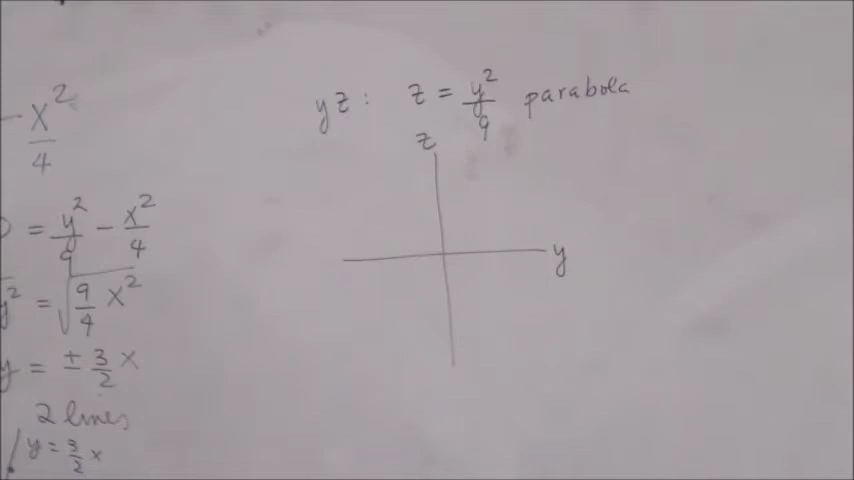 - x²/4
0 = y²/9 - x²/4
y² = √(9/4 x²)
y = ± 3/2 x
2 lines
y = 3/2 x
yz: z = y²/9 parabola
z
y